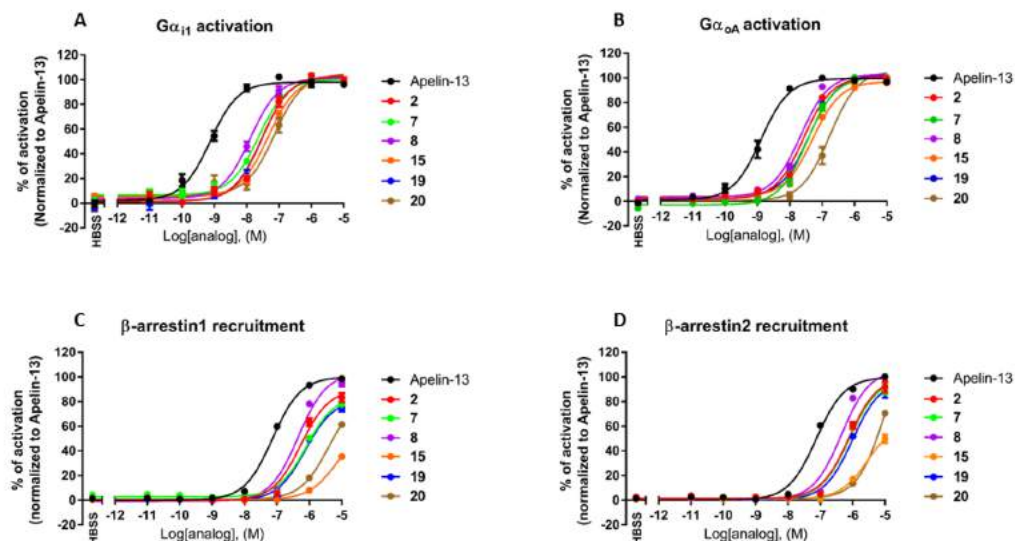 A
Gαi1 activation
% of activation
(Normalized to Apelin-13)
120
100
80
60
40
20
0
-20
HBSS
-12 -11 -10 -9 -8 -7 -6 -5
Log[analog], (M)
Apelin-13
2
7
8
15
19
20
B
GαoA activation
% of activation
(Normalized to Apelin-13)
120
100
80
60
40
20
0
-20
HBSS
-12 -11 -10 -9 -8 -7 -6 -5
Log[analog], (M)
Apelin-13
2
7
8
15
19
20
C
β-arrestin1 recruitment
% of activation
(normalized to Apelin-13)
120
100
80
60
40
20
0
-20
HBSS
-12 -11 -10 -9 -8 -7 -6 -5
Log[analog], (M)
Apelin-13
2
7
8
15
19
20
D
β-arrestin2 recruitment
% of activation
(normalized to Apelin-13)
120
100
80
60
40
20
0
-20
HBSS
-12 -11 -10 -9 -8 -7 -6 -5
Log[analog], (M)
Apelin-13
2
7
8
15
19
20